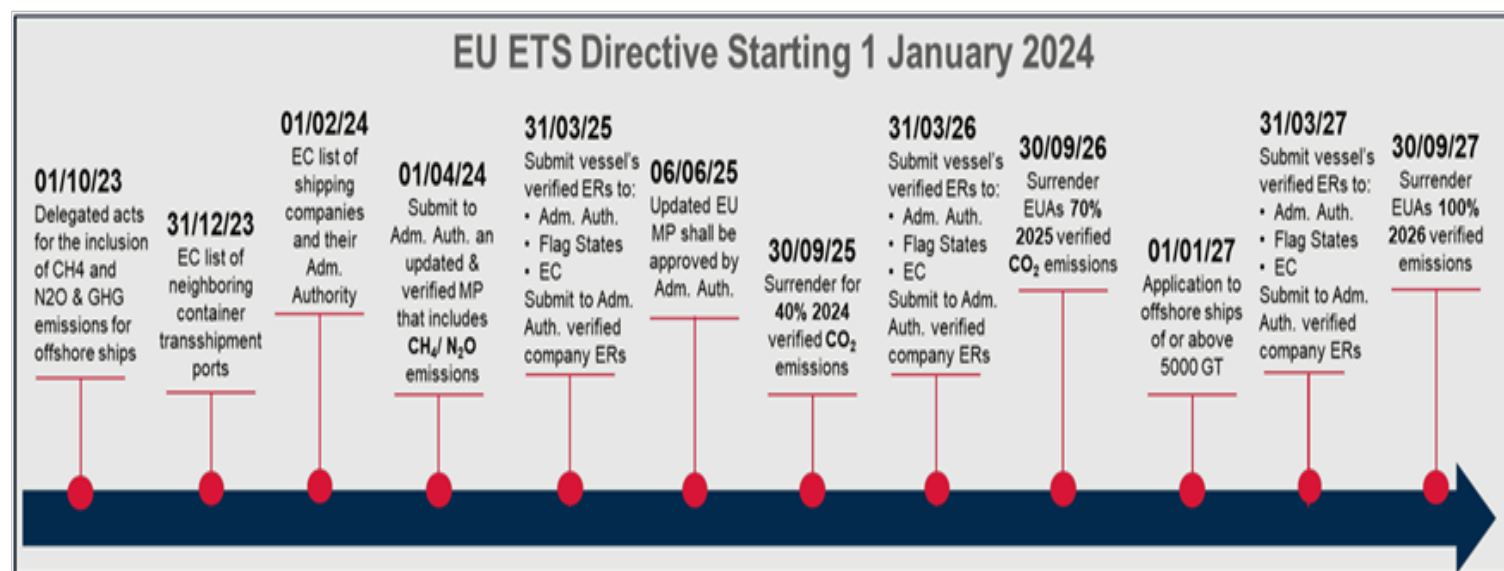 EU ETS Directive Starting 1 January 2024
01/10/23
Delegated acts
for the inclusion
of CH4 and
N2O & GHG
emissions for
offshore ships
31/12/23
EC list of
neighboring
container
transshipment
ports
01/02/24
EC list of
shipping
companies
and their
Adm.
Authority
01/04/24
Submit to
Adm. Auth. an
updated &
verified MP
that includes
CH₄/ N₂O
emissions
31/03/25
Submit vessel's
verified ERs to:
• Adm. Auth.
• Flag States
• EC
Submit to Adm.
Auth. verified
company ERs
06/06/25
Updated EU
MP shall be
approved by
Adm. Auth.
30/09/25
Surrender for
40% 2024
verified CO₂
emissions
31/03/26
Submit vessel's
verified ERs to:
• Adm. Auth.
• Flag States
• EC
Submit to Adm.
Auth. verified
company ERs
30/09/26
Surrender
EUAs 70%
2025 verified
CO₂ emissions
01/01/27
Application to
offshore ships
of or above
5000 GT
31/03/27
Submit vessel's
verified ERs to:
• Adm. Auth.
• Flag States
• EC
Submit to Adm.
Auth. verified
company ERs
30/09/27
Surrender
EUAs 100%
2026 verified
emissions